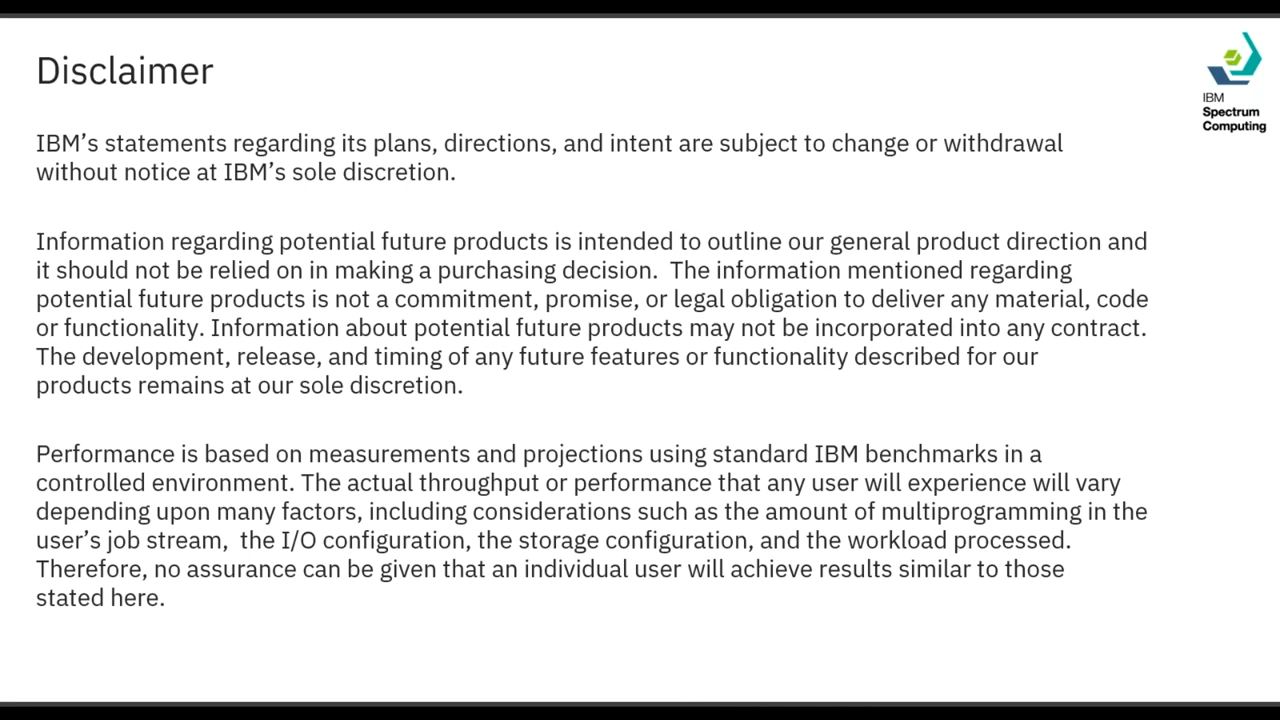 Disclaimer
IBM
Spectrum
Computing
IBM’s statements regarding its plans, directions, and intent are subject to change or withdrawal
without notice at IBM’s sole discretion.
Information regarding potential future products is intended to outline our general product direction and
it should not be relied on in making a purchasing decision.  The information mentioned regarding
potential future products is not a commitment, promise, or legal obligation to deliver any material, code
or functionality. Information about potential future products may not be incorporated into any contract.
The development, release, and timing of any future features or functionality described for our
products remains at our sole discretion.
Performance is based on measurements and projections using standard IBM benchmarks in a
controlled environment. The actual throughput or performance that any user will experience will vary
depending upon many factors, including considerations such as the amount of multiprogramming in the
user’s job stream,  the I/O configuration, the storage configuration, and the workload processed.
Therefore, no assurance can be given that an individual user will achieve results similar to those
stated here.